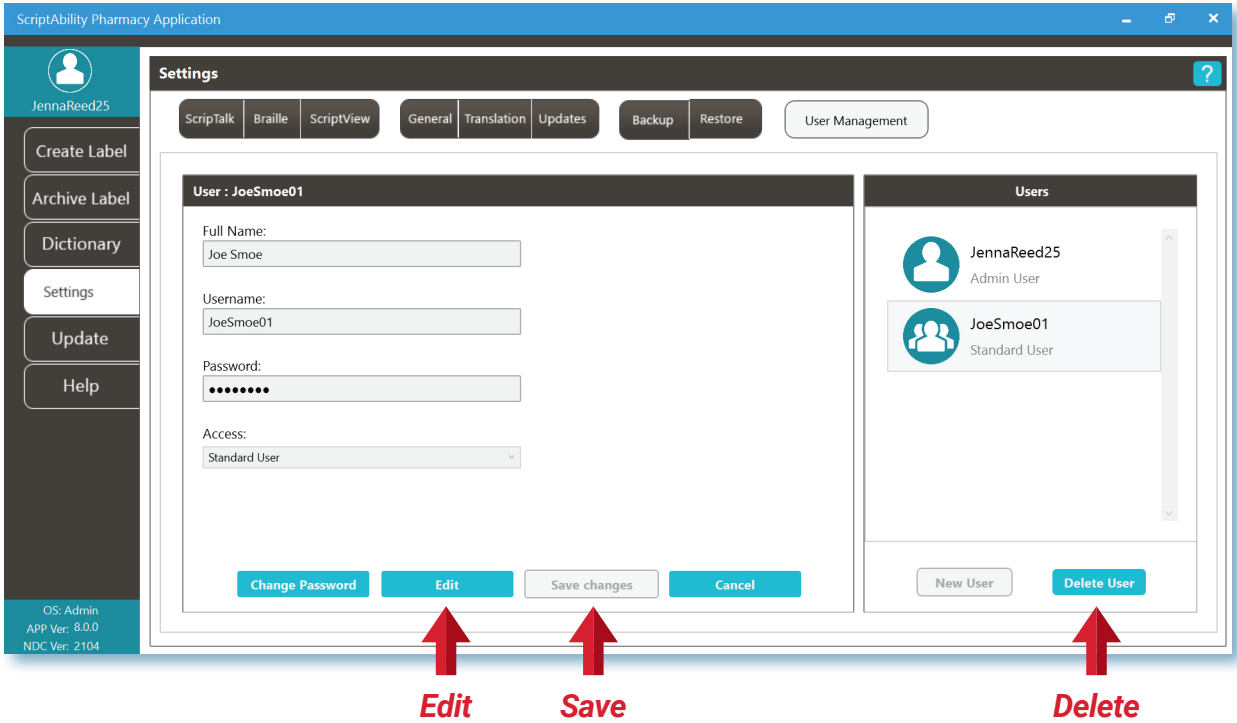 ScriptAbility Pharmacy Application
JennaReed25
Create Label
Archive Label
Dictionary
Settings
Update
Help
OS: Admin
APP Ver: 8.0.0
NDC Ver: 2104
Settings
?
ScripTalk Braille ScriptView General Translation Updates Backup Restore User Management
User : JoeSmoe01
Full Name:
Joe Smoe
Username:
JoeSmoe01
Password:
●●●●●●●●
Access:
Standard User
Change Password Edit Save changes Cancel
Users
JennaReed25
Admin User
JoeSmoe01
Standard User
New User Delete User
Edit Save Delete